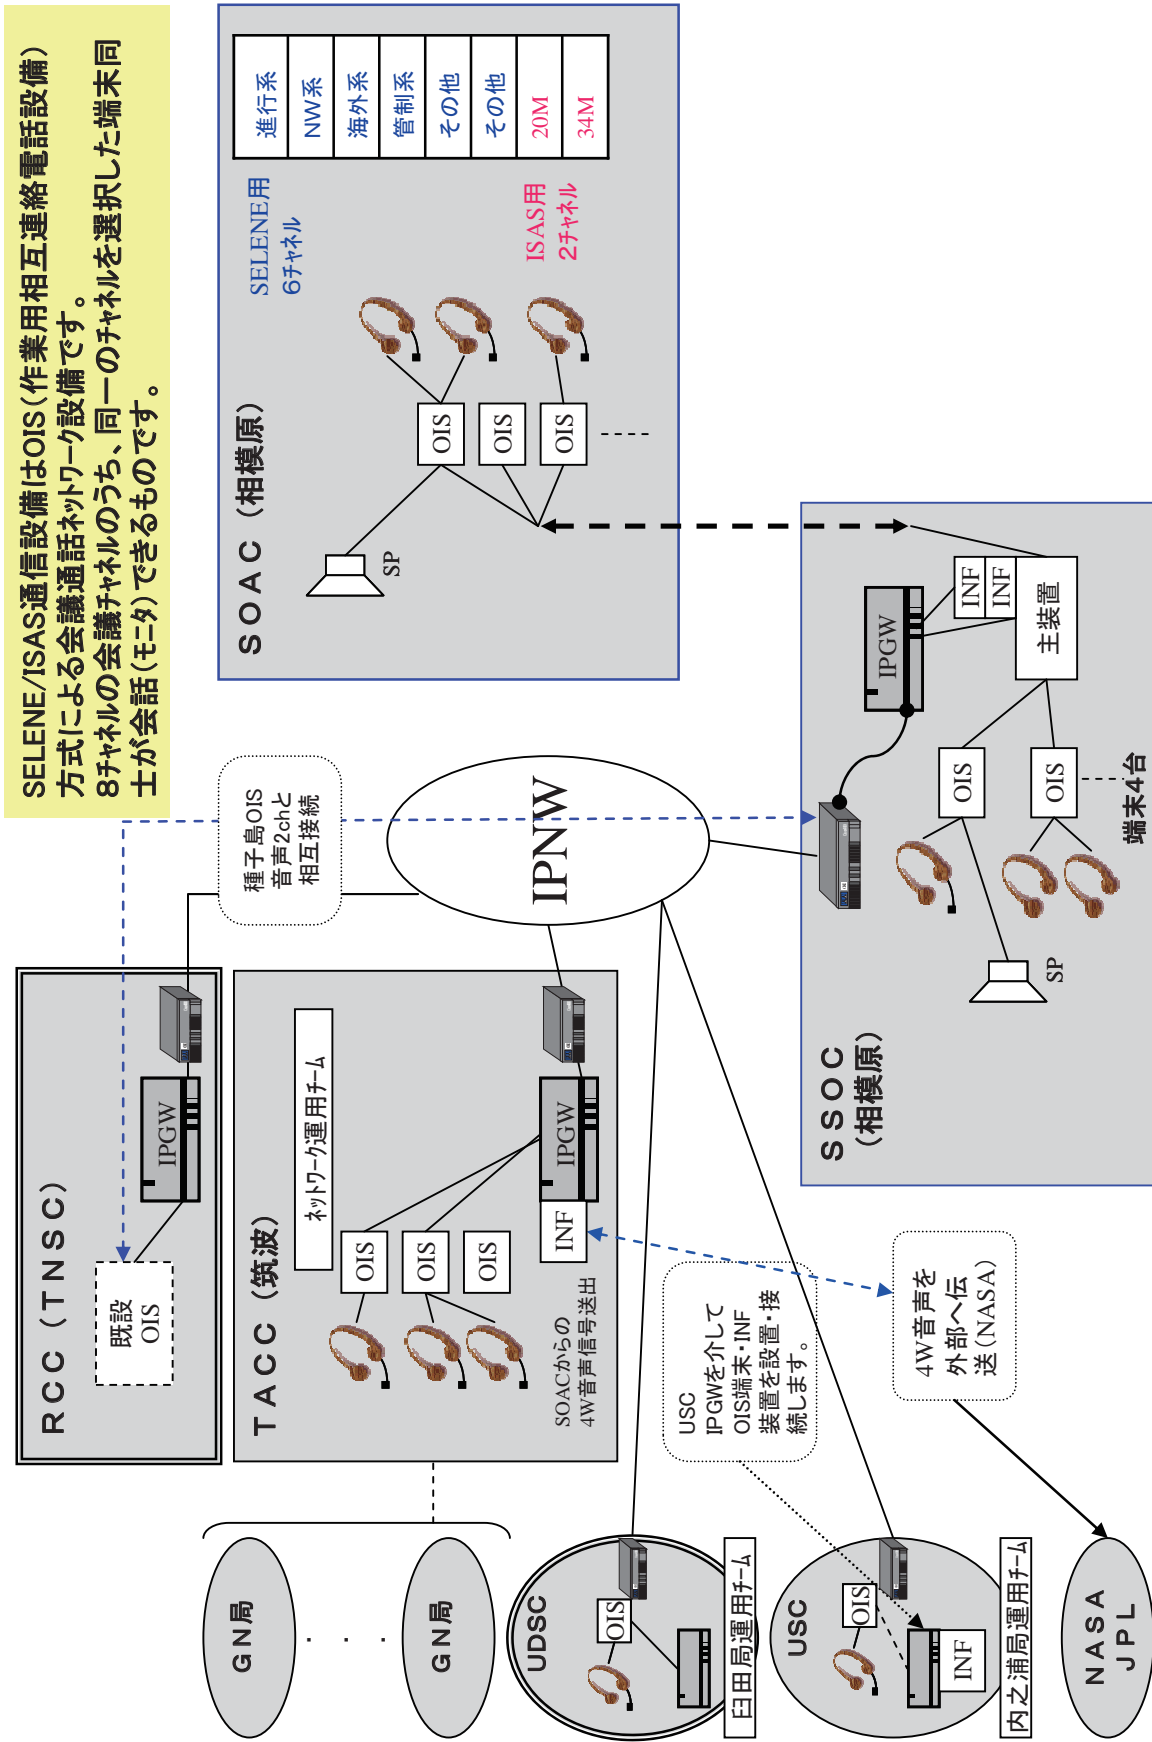 SELENE/ISAS通信設備はOIS(作業用相互連絡電話設備)
方式による会議通話ネットワーク設備です。
8チャネルの会議チャネルのうち、同一のチャネルを選択した端末同
士が会話(モニタ)できるものです。
RCC(TNSC)
既設
OIS
IPGW
種子島OIS
音声2chと
相互接続
SOAC(相模原)
SP
OIS
OIS
OIS
SELENE用
6チャネル
ISAS用
2チャネル
進行系
NW系
海外系
管制系
その他
その他
20M
34M
GN局
・
・
・
GN局
TACC(筑波)
ネットワーク運用チーム
OIS
OIS
OIS
INF
IPGW
SOACからの
4W音声信号送出
IPNW
UDSC
OIS
臼田局運用チーム
USC
IPGWを介して
OIS端末・INF
装置を設置・接
続します。
USC
OIS
INF
内之浦局運用チーム
4W音声を
外部へ伝
送(NASA)
NASA
JPL
SSOC
(相模原)
SP
OIS
OIS
端末4台
IPGW
INF
INF
主装置